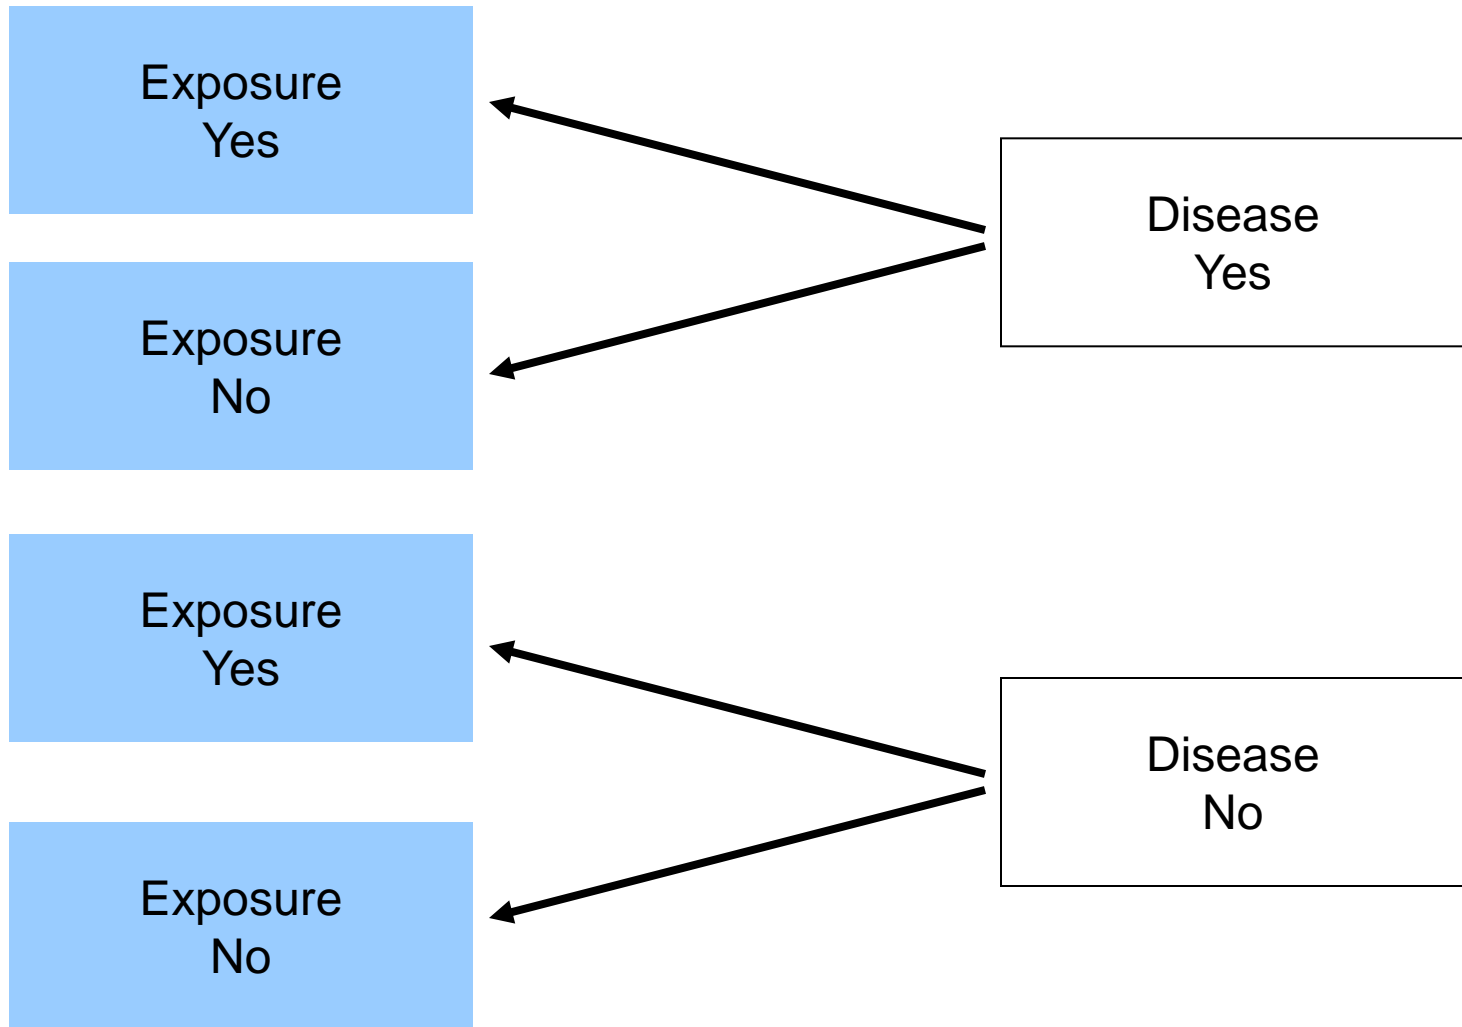 Exposure
Yes
Disease
Yes
Exposure
No
Exposure
Yes
Disease
No
Exposure
No